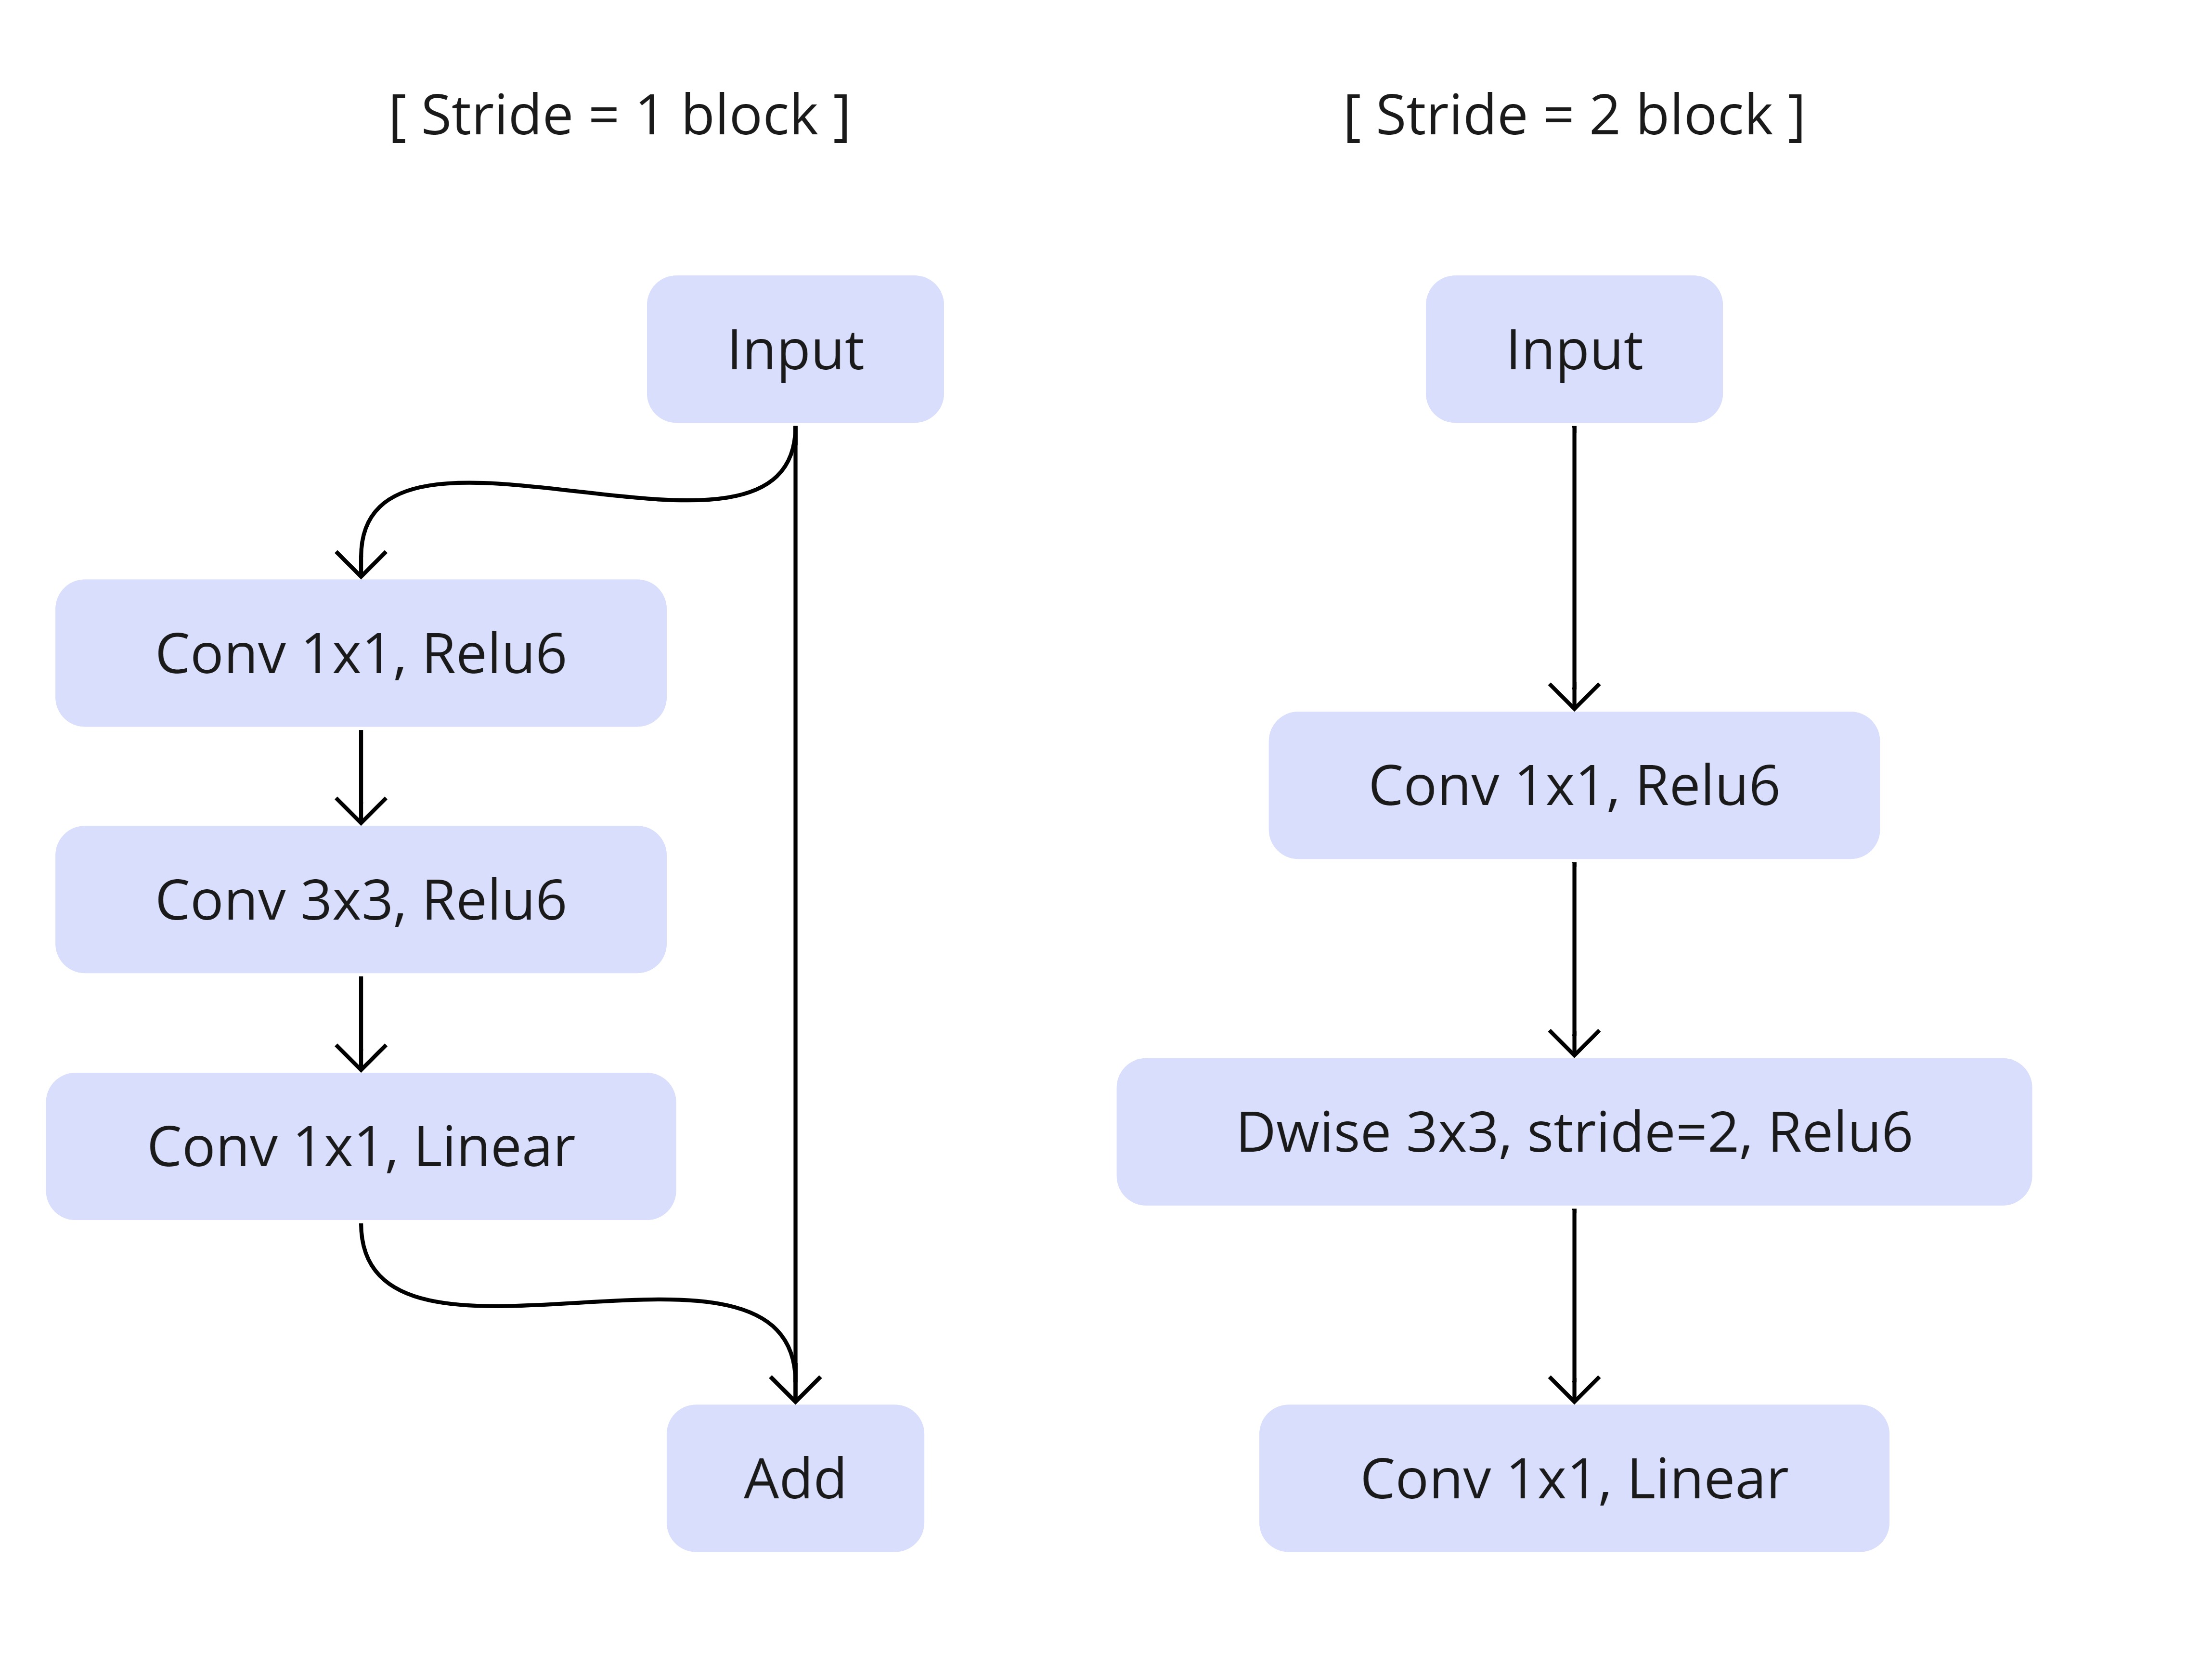 [ Stride = 1 block ]
Input
Conv 1x1, Relu6
Conv 3x3, Relu6
Conv 1x1, Linear
Add
[ Stride = 2 block ]
Input
Conv 1x1, Relu6
Dwise 3x3, stride=2, Relu6
Conv 1x1, Linear